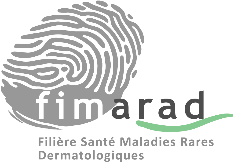 fimarad
Filière Santé Maladies Rares
Dermatologiques